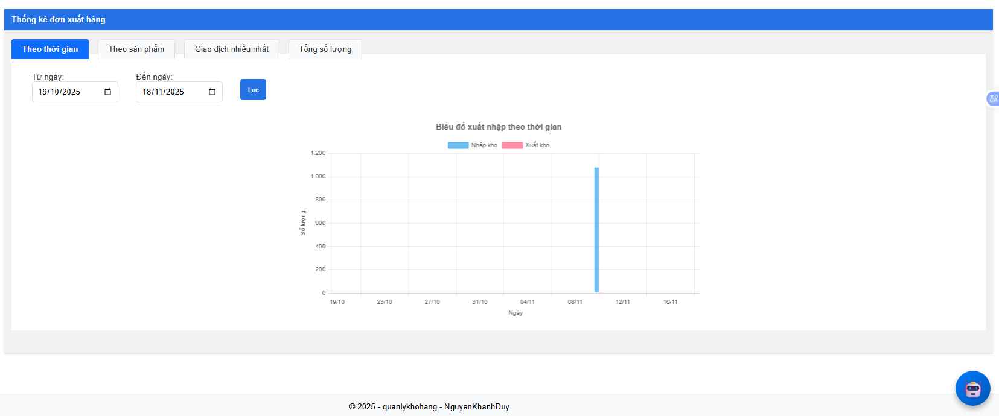 Thống kê đơn xuất hàng
Theo thời gian Theo sản phẩm Giao dịch nhiều nhất Tổng số lượng
Từ ngày: Đến ngày:
19/10/2025 18/11/2025 Lọc
Biểu đồ xuất nhập theo thời gian
Nhập kho Xuất kho
1.200
1.000
800
600
400
200
0
Số lượng
19/10 23/10 27/10 31/10 04/11 08/11 12/11 16/11
Ngày
© 2025 - quanlykhohang - NguyenKhanhDuy